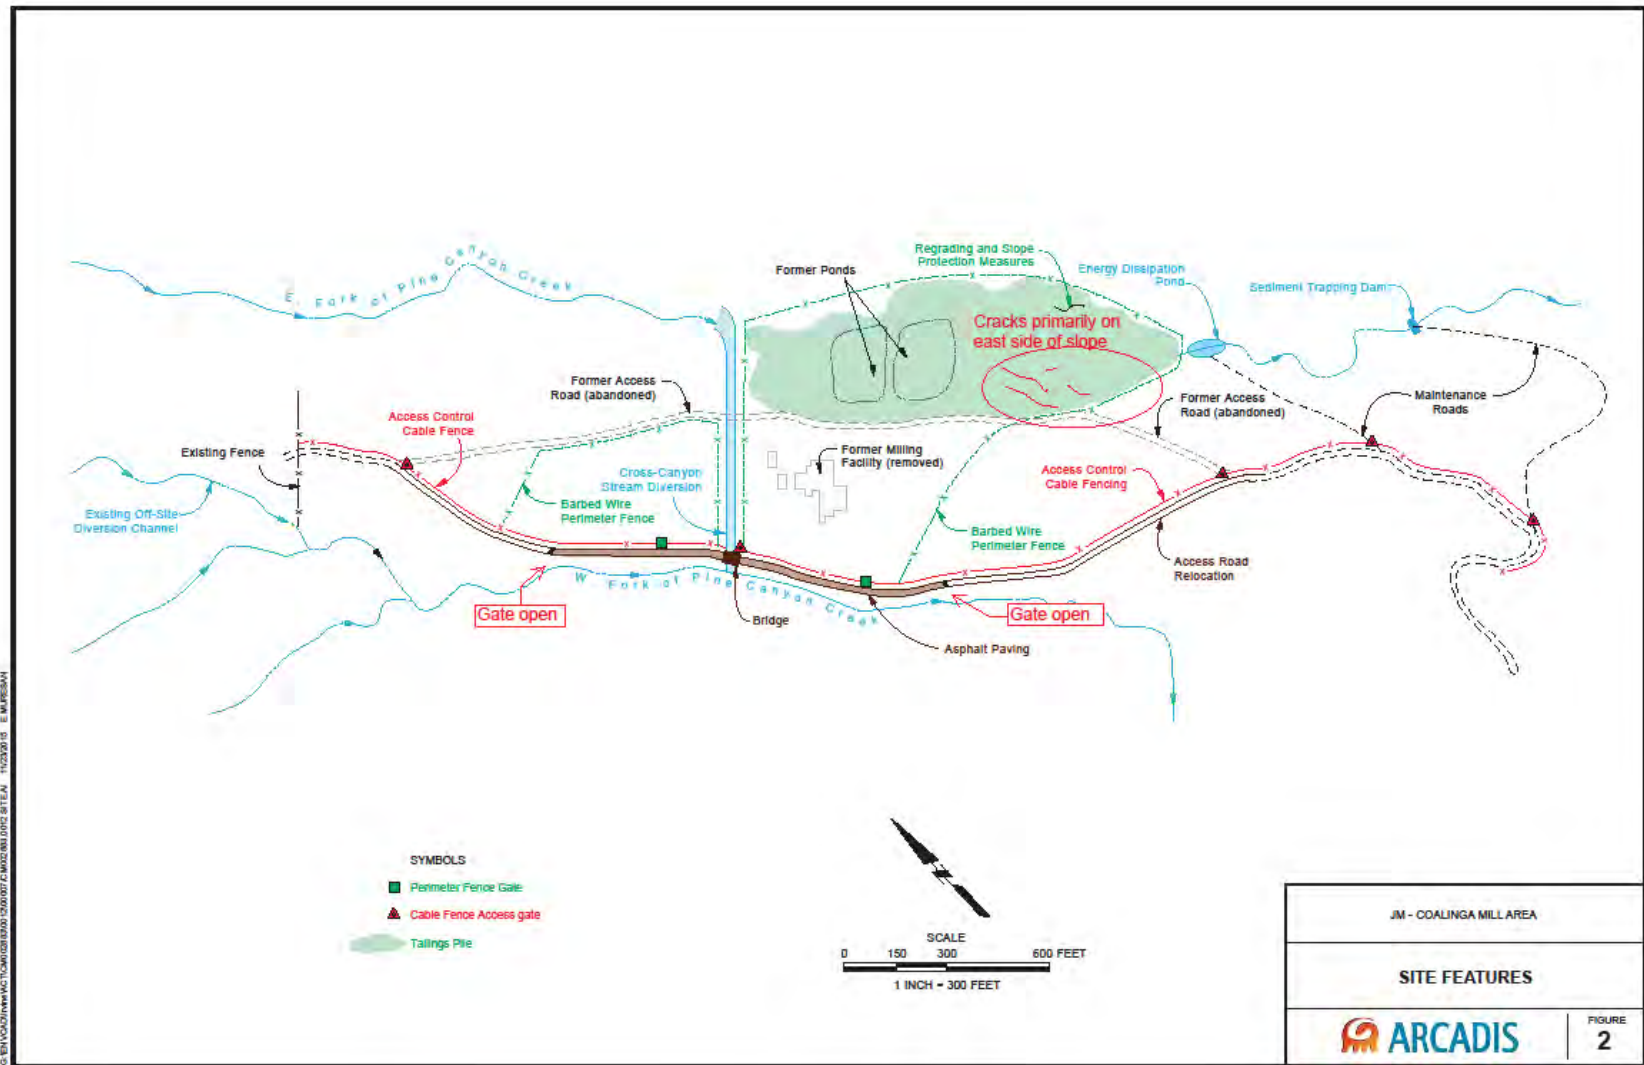 Regrading and Slope
Protection Measures
Former Ponds
Energy Dissipation
Pond
Sediment Trapping Dam
E. Fork of Pine Canyon Creek
Cracks primarily on
east side of slope
Former Access
Road (abandoned)
Former Access
Road (abandoned)
Maintenance
Roads
Access Control
Cable Fence
Existing Fence
Former Milling
Facility (removed)
Cross-Canyon
Stream Diversion
Access Control
Cable Fencing
Existing Off-Site
Diversion Channel
Barbed Wire
Perimeter Fence
Barbed Wire
Perimeter Fence
Access Road
Relocation
W. Fork of Pine Canyon Creek
Gate open
Gate open
Bridge
Asphalt Paving
SYMBOLS
Perimeter Fence Gate
Cable Fence Access gate
Tailings Pile
SCALE
0 150 300 600 FEET
1 INCH = 300 FEET
JM - COALINGA MILL AREA
SITE FEATURES
ARCADIS
FIGURE
2